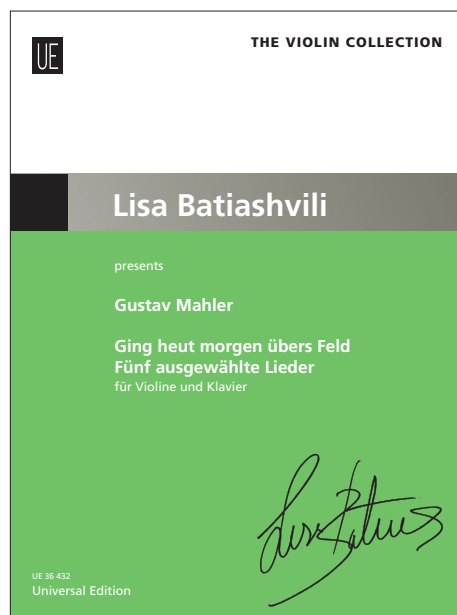 UE
THE VIOLIN COLLECTION
Lisa Batiashvili
presents
Gustav Mahler
Ging heut morgen übers Feld
Fünf ausgewählte Lieder
für Violine und Klavier
UE 36 432
Universal Edition